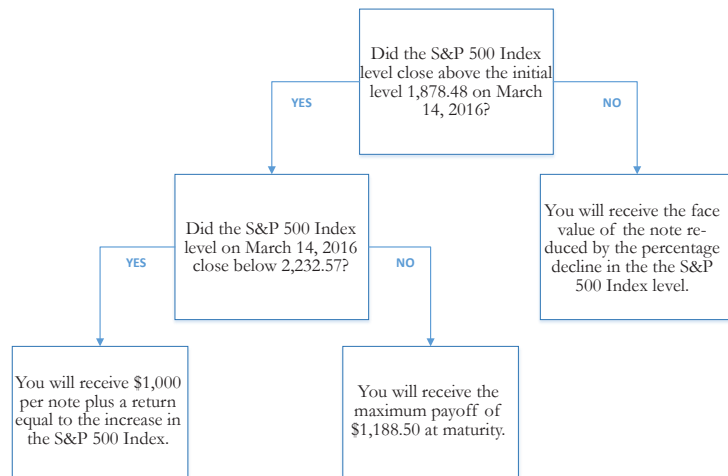 Did the S&P 500 Index
level close above the initial
level 1,878.48 on March
14, 2016?
YES
NO
Did the S&P 500 Index
level on March 14, 2016
close below 2,232.57?
You will receive the face
value of the note re-
duced by the percentage
decline in the the S&P
500 Index level.
YES
NO
You will receive $1,000
per note plus a return
equal to the increase in
the S&P 500 Index.
You will receive the
maximum payoff of
$1,188.50 at maturity.